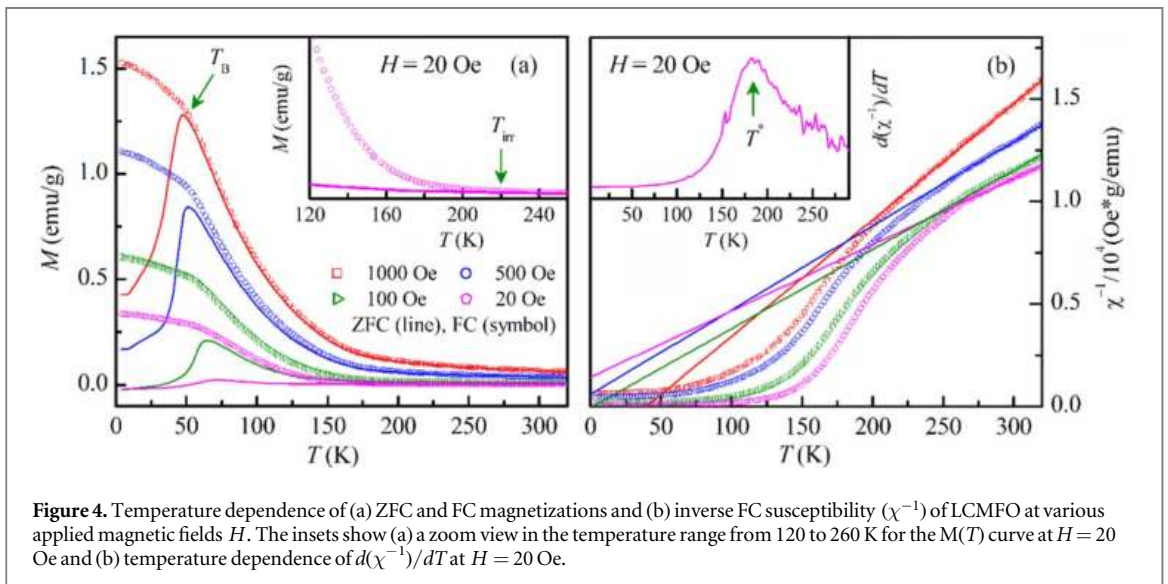 1.5
1.0
0.5
0.0
M (emu/g)
0 50 100 150 200 250 300
T (K)
T_B
H = 20 Oe (a)
M (emu/g)
T_irr
120 160 200 240
T (K)
1000 Oe 500 Oe
100 Oe 20 Oe
ZFC (line), FC (symbol)
H = 20 Oe
T*
d(χ⁻¹)/dT
50 100 150 200 250
T (K)
(b)
1.5
1.0
0.5
0.0
χ⁻¹/10⁴(Oe*g/emu)
0 50 100 150 200 250 300
T (K)
Figure 4. Temperature dependence of (a) ZFC and FC magnetizations and (b) inverse FC susceptibility (χ⁻¹) of LCMFO at various
applied magnetic fields H. The insets show (a) a zoom view in the temperature range from 120 to 260 K for the M(T) curve at H = 20
Oe and (b) temperature dependence of d(χ⁻¹)/dT at H = 20 Oe.